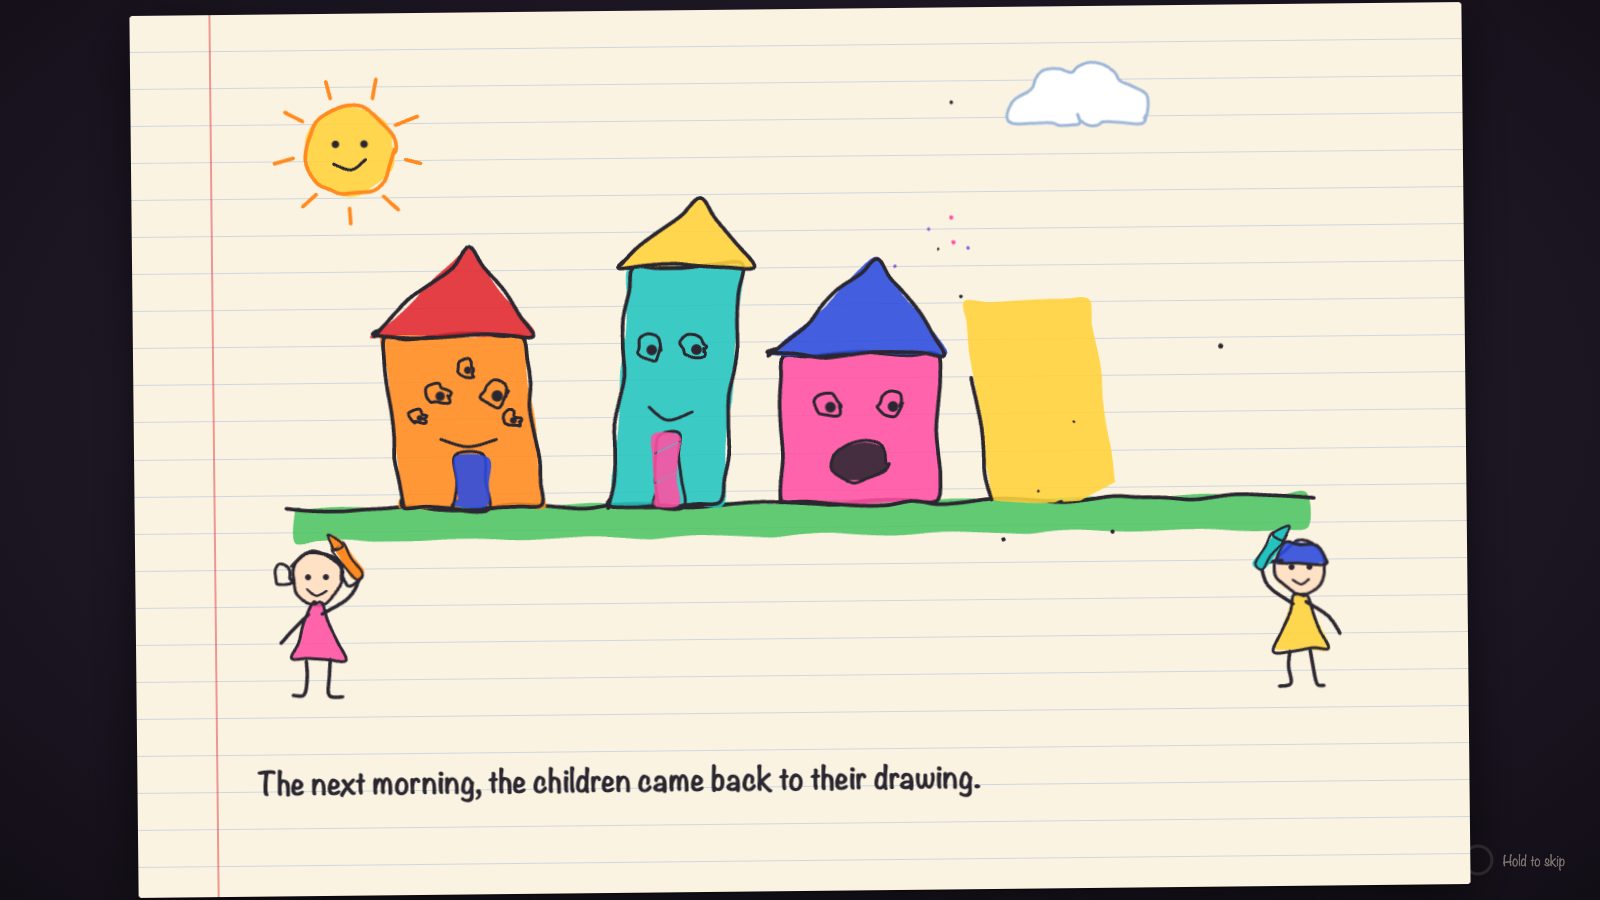 The next morning, the children came back to their drawing.
Hold to skip